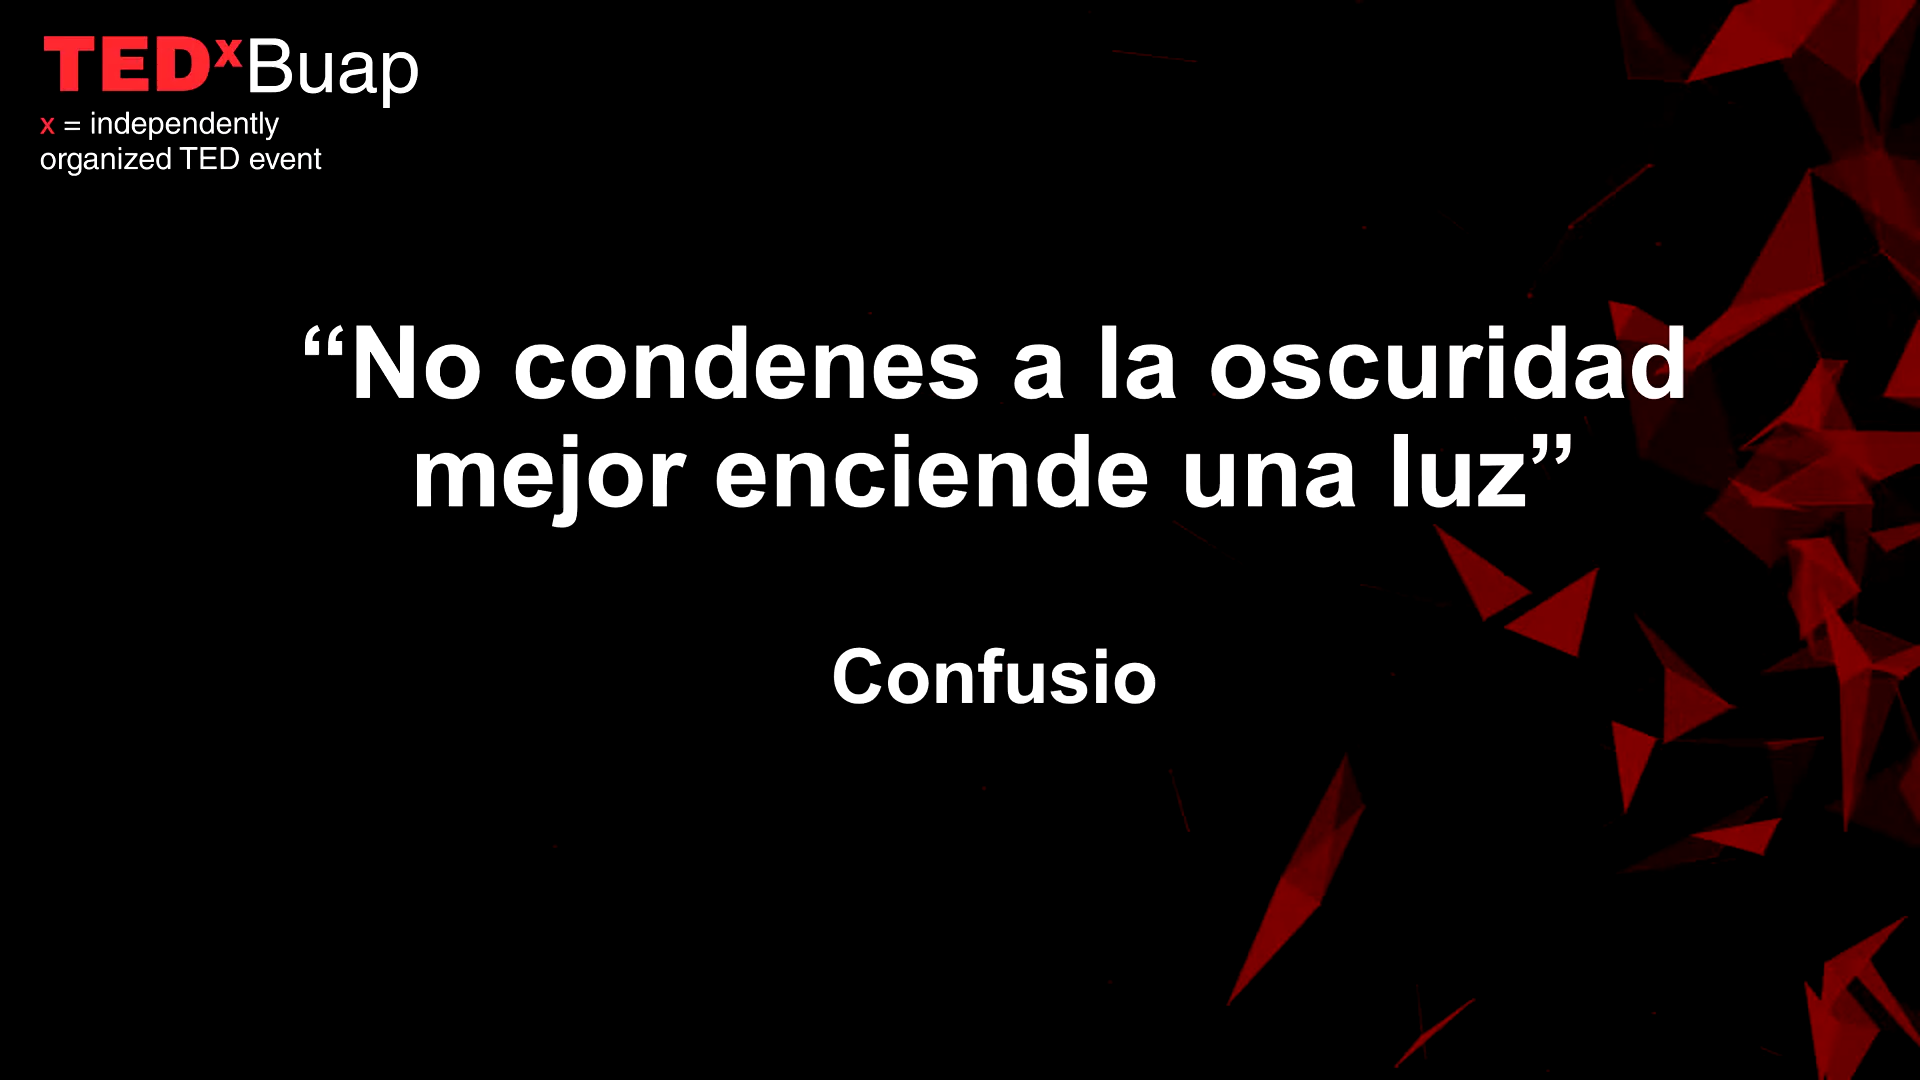 TEDxBuap
x = independently
organized TED event
“No condenes a la oscuridad
mejor enciende una luz”
Confusio